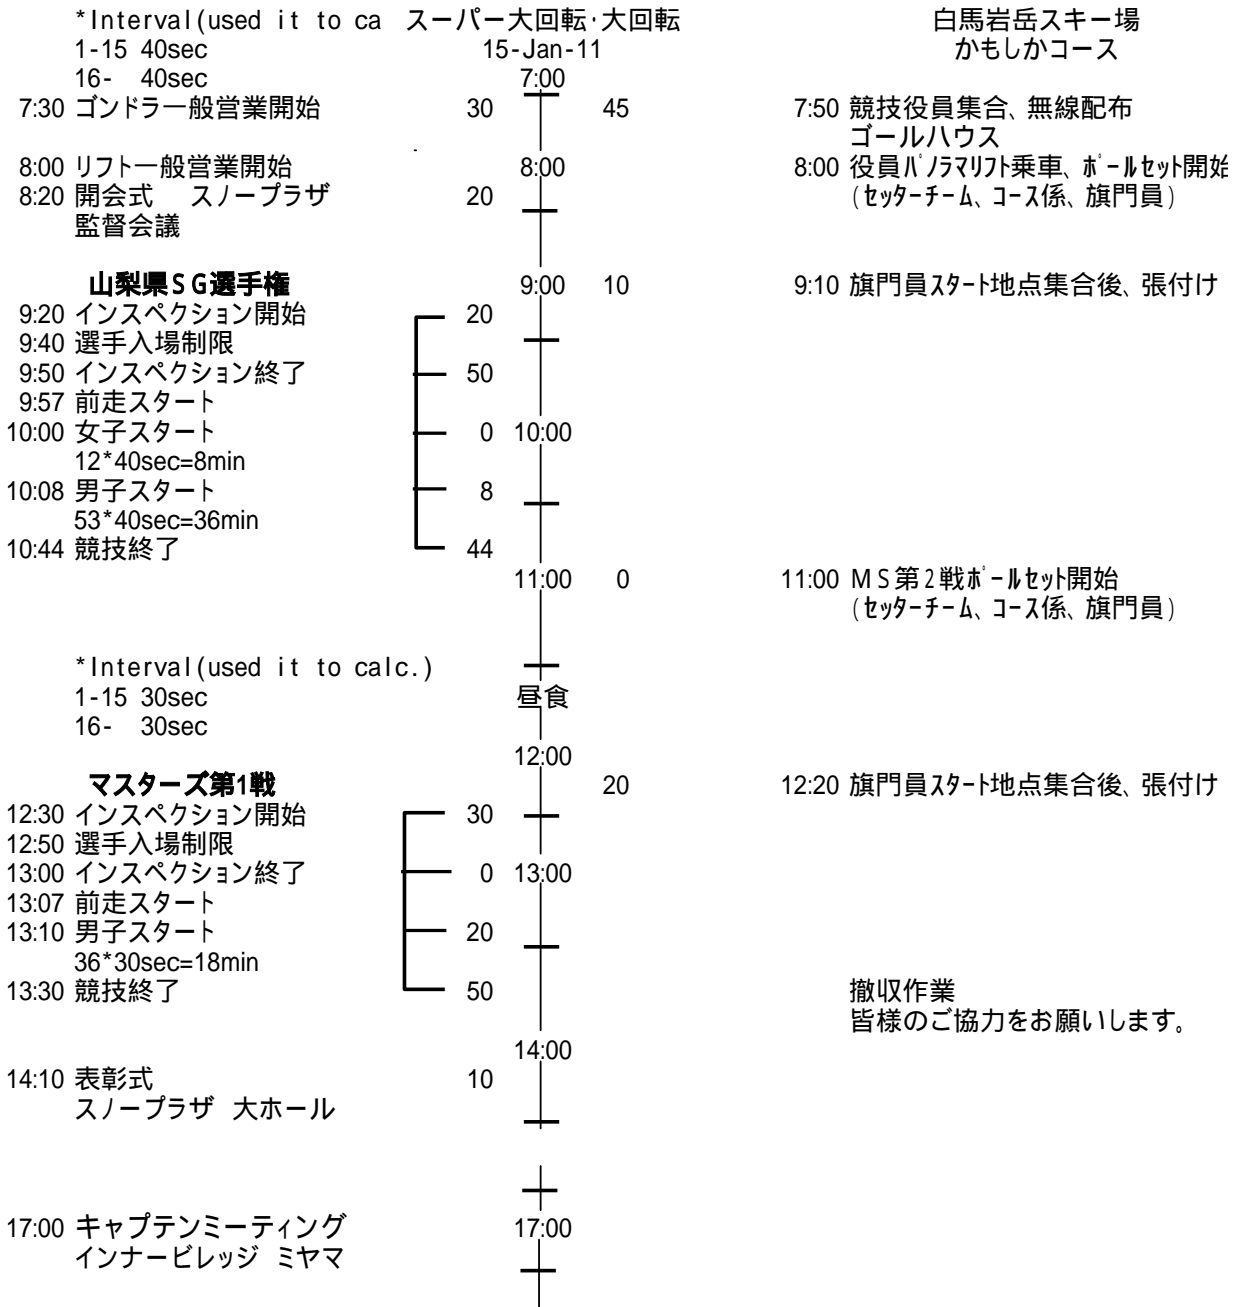 *Interval(used it to ca スーパー大回転・大回転 白馬岩岳スキー場
1-15 40sec 15-Jan-11 かもしかコース
16- 40sec 7:00
7:30 ゴンドラ一般営業開始 30 45 7:50 競技役員集合、無線配布
ゴールハウス
8:00 リフト一般営業開始 8:00 8:00 役員パノラマリフト乗車、ポールセット開始
8:20 開会式 スノープラザ 20 (セッターチーム、コース係、旗門員)
監督会議
山梨県SG選手権 9:00 10 9:10 旗門員スタート地点集合後、張付け
9:20 インスペクション開始 20
9:40 選手入場制限
9:50 インスペクション終了 50
9:57 前走スタート
10:00 女子スタート 0 10:00
12*40sec=8min
10:08 男子スタート 8
53*40sec=36min
10:44 競技終了 44
11:00 0 11:00 MS第2戦ポールセット開始
(セッターチーム、コース係、旗門員)
*Interval(used it to calc.)
1-15 30sec 昼食
16- 30sec
12:00
マスターズ第1戦 20 12:20 旗門員スタート地点集合後、張付け
12:30 インスペクション開始 30
12:50 選手入場制限
13:00 インスペクション終了 0 13:00
13:07 前走スタート
13:10 男子スタート 20
36*30sec=18min
13:30 競技終了 50 撤収作業
皆様のご協力をお願いします。
14:00
14:10 表彰式 10
スノープラザ 大ホール
17:00 キャプテンミーティング 17:00
インナービレッジ ミヤマ